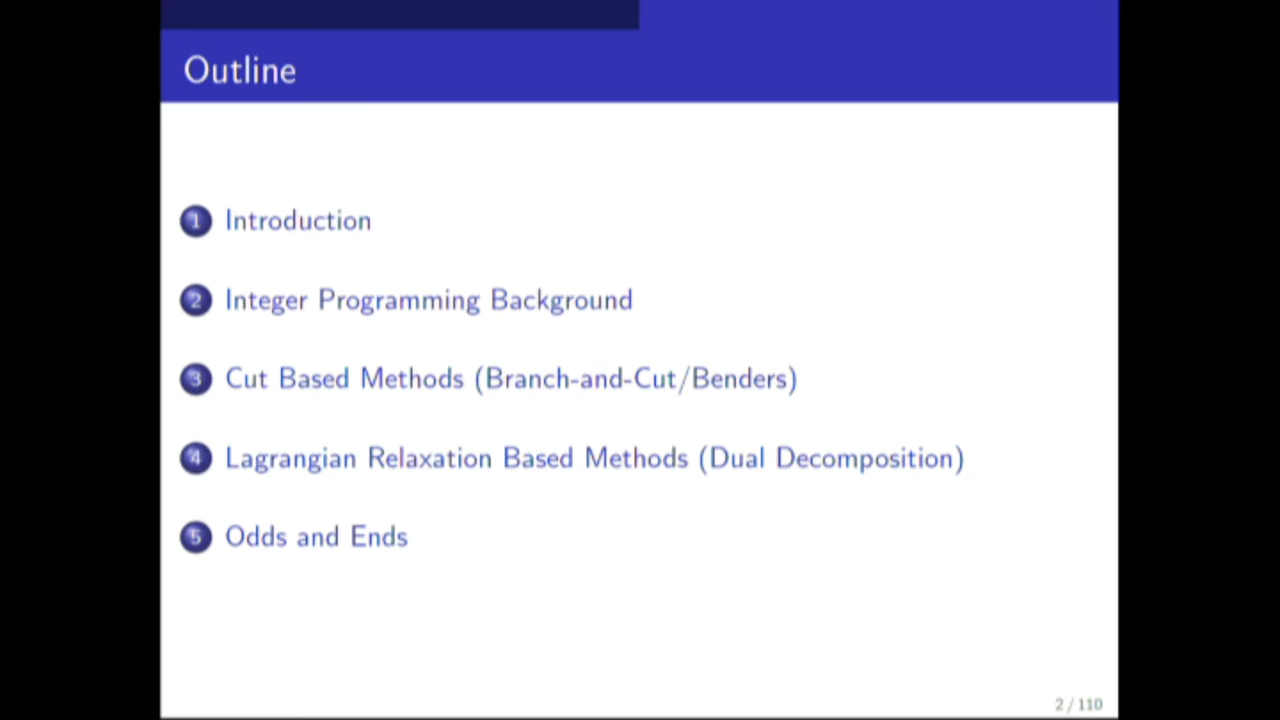 Outline
1 Introduction
2 Integer Programming Background
3 Cut Based Methods (Branch-and-Cut/Benders)
4 Lagrangian Relaxation Based Methods (Dual Decomposition)
5 Odds and Ends
2 / 110